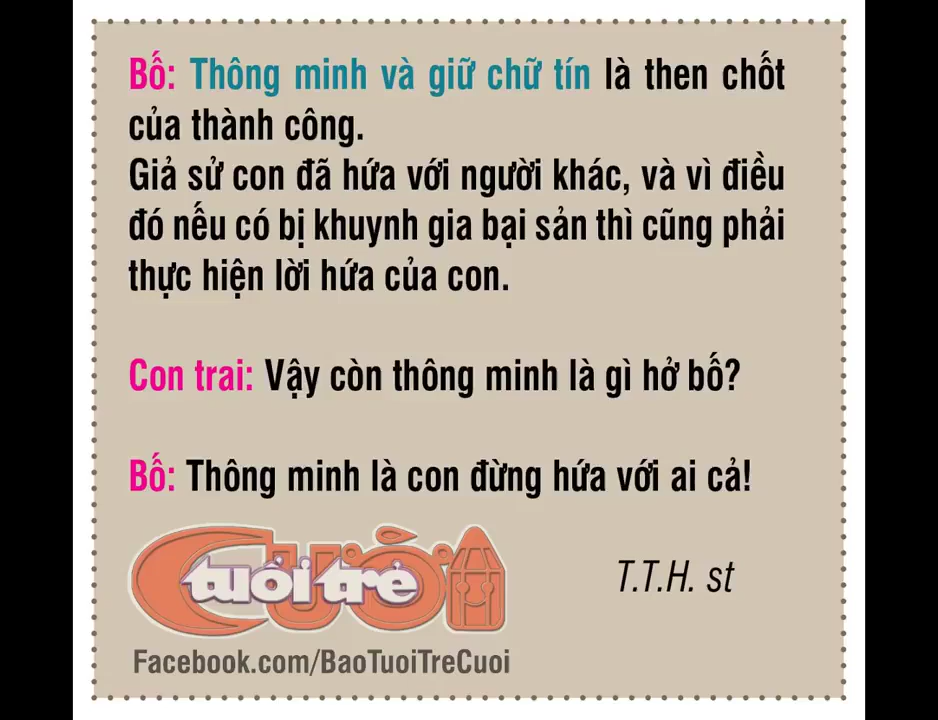 Bố: Thông minh và giữ chữ tín là then chốt
của thành công.
Giả sử con đã hứa với người khác, và vì điều
đó nếu có bị khuynh gia bại sản thì cũng phải
thực hiện lời hứa của con.
Con trai: Vậy còn thông minh là gì hở bố?
Bố: Thông minh là con đừng hứa với ai cả!
tuổi trẻ CƯỜI
T.T.H. st
Facebook.com/BaoTuoiTreCuoi